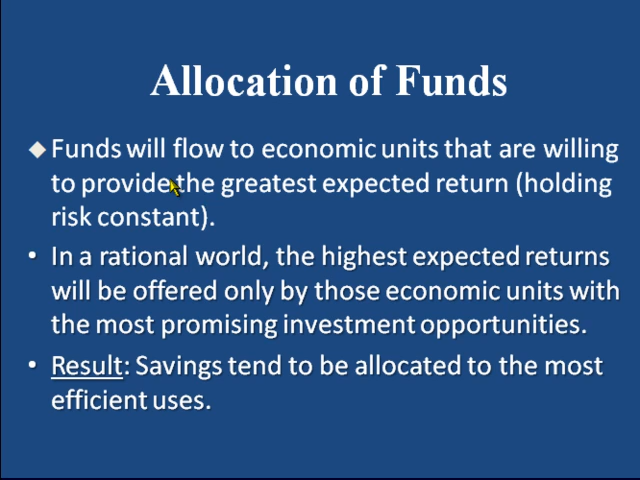 Allocation of Funds
◆ Funds will flow to economic units that are willing
to provide the greatest expected return (holding
risk constant).
• In a rational world, the highest expected returns
will be offered only by those economic units with
the most promising investment opportunities.
• Result: Savings tend to be allocated to the most
efficient uses.